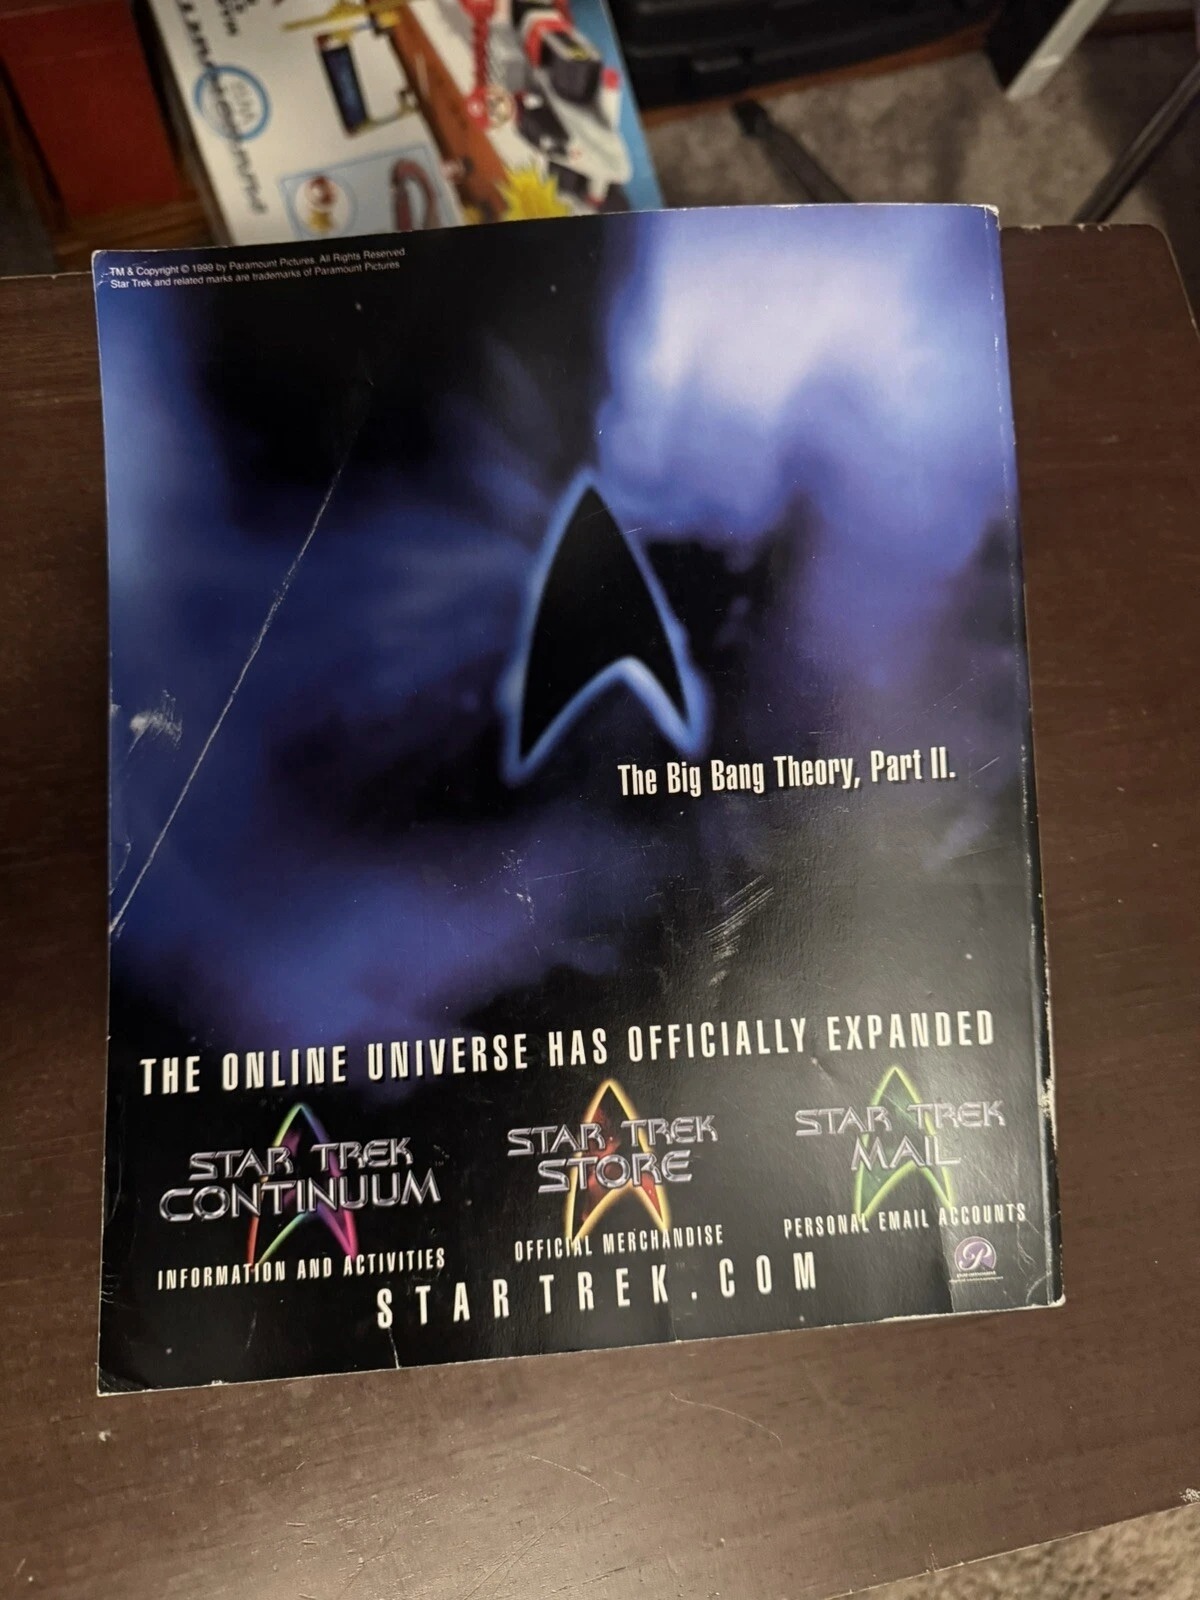 TM & Copyright © 1998 by Paramount Pictures. All Rights Reserved
Star Trek and related marks are trademarks of Paramount Pictures
The Big Bang Theory, Part II.
THE ONLINE UNIVERSE HAS OFFICIALLY EXPANDED
STAR TREK
CONTINUUM
INFORMATION AND ACTIVITIES
STAR TREK
STORE
OFFICIAL MERCHANDISE
STAR TREK
MAIL
PERSONAL EMAIL ACCOUNTS
STARTREK.COM